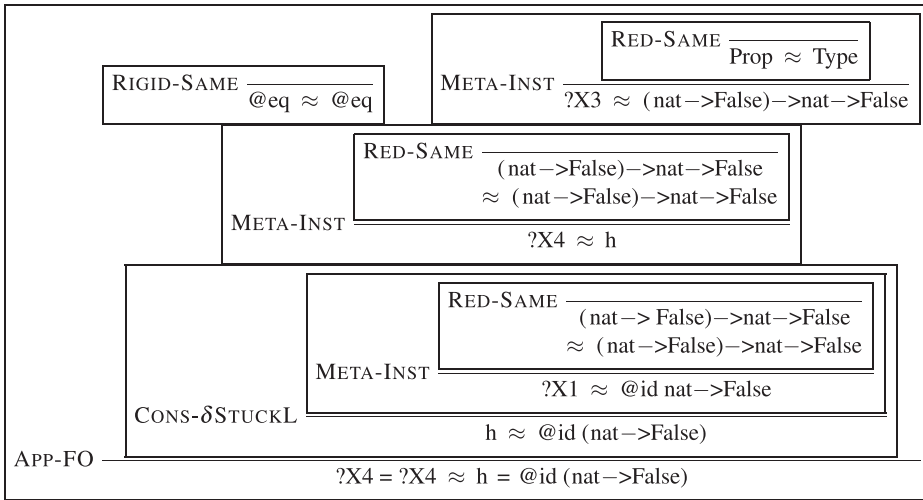 RED-SAME
Prop ≈ Type
RIGID-SAME
@eq ≈ @eq
META-INST
?X3 ≈ (nat−>False)−>nat−>False
RED-SAME
(nat−>False)−>nat−>False
≈ (nat−>False)−>nat−>False
META-INST
?X4 ≈ h
RED-SAME
(nat−> False)−>nat−>False
≈ (nat−>False)−>nat−>False
META-INST
?X1 ≈ @id nat−>False
CONS-δSTUCKL
h ≈ @id (nat−>False)
APP-FO
?X4 = ?X4 ≈ h = @id (nat−>False)